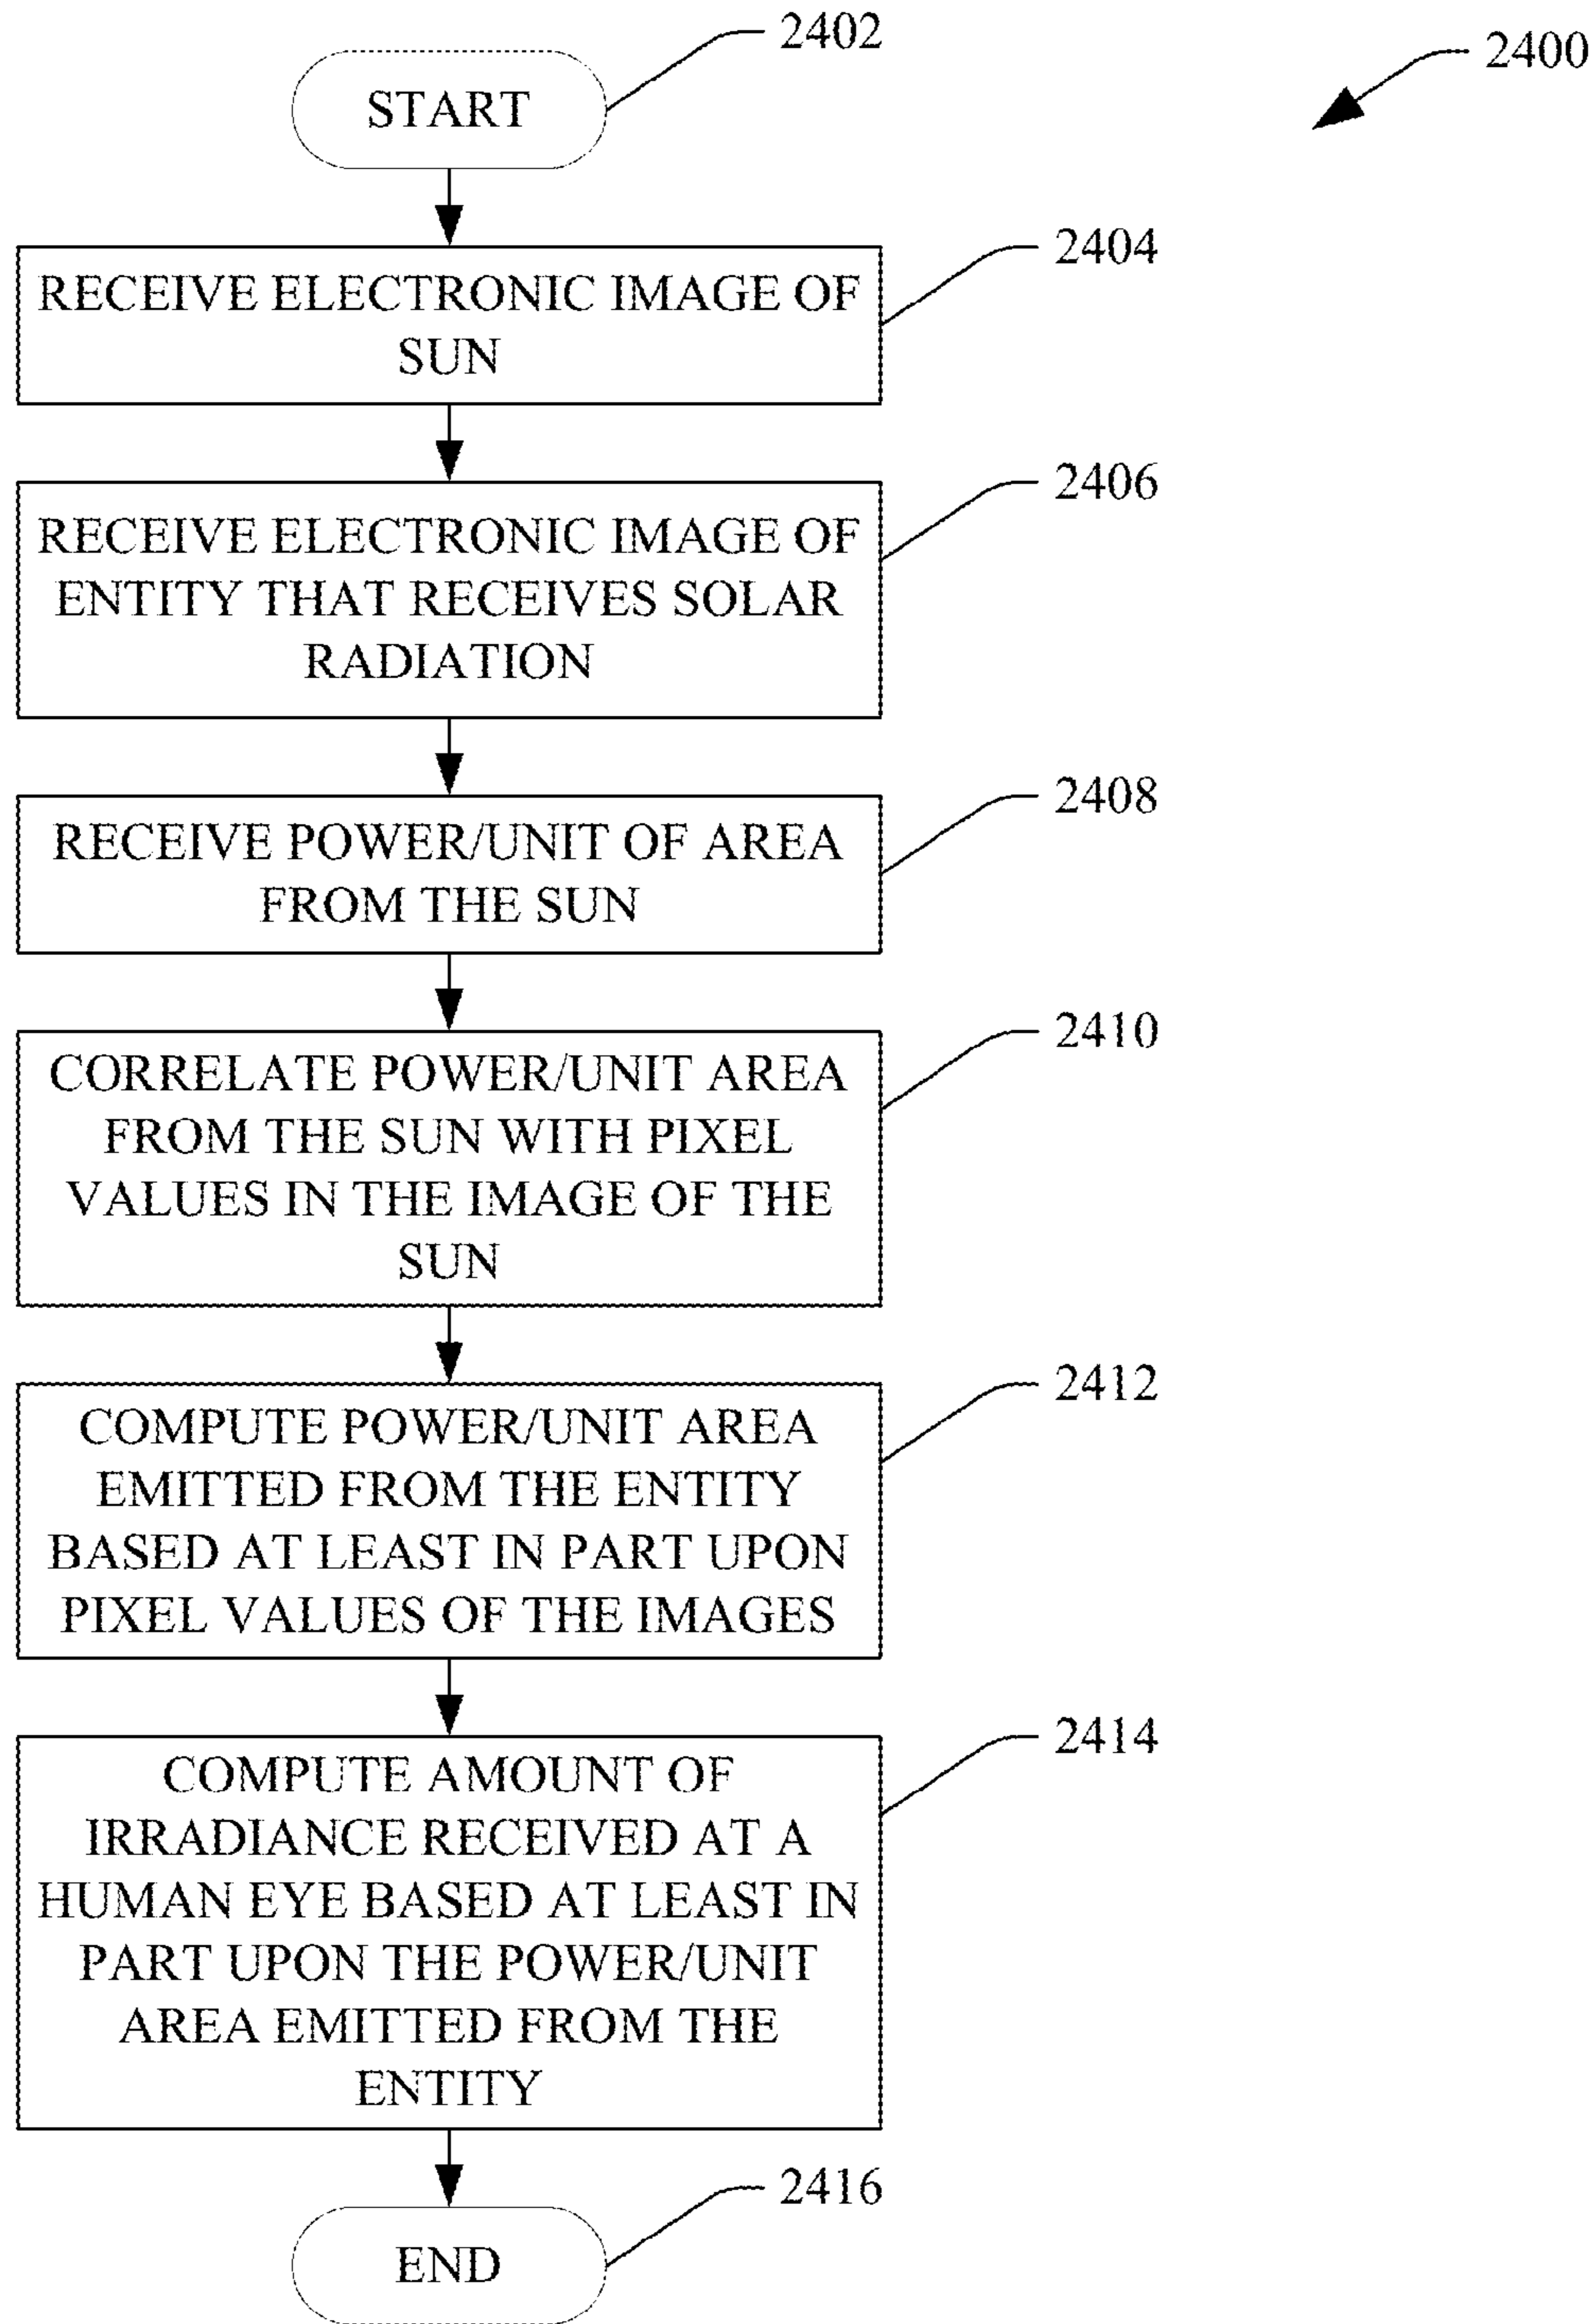 2402
2400
START
2404
RECEIVE ELECTRONIC IMAGE OF
SUN
2406
RECEIVE ELECTRONIC IMAGE OF
ENTITY THAT RECEIVES SOLAR
RADIATION
2408
RECEIVE POWER/UNIT OF AREA
FROM THE SUN
2410
CORRELATE POWER/UNIT AREA
FROM THE SUN WITH PIXEL
VALUES IN THE IMAGE OF THE
SUN
2412
COMPUTE POWER/UNIT AREA
EMITTED FROM THE ENTITY
BASED AT LEAST IN PART UPON
PIXEL VALUES OF THE IMAGES
2414
COMPUTE AMOUNT OF
IRRADIANCE RECEIVED AT A
HUMAN EYE BASED AT LEAST IN
PART UPON THE POWER/UNIT
AREA EMITTED FROM THE
ENTITY
2416
END